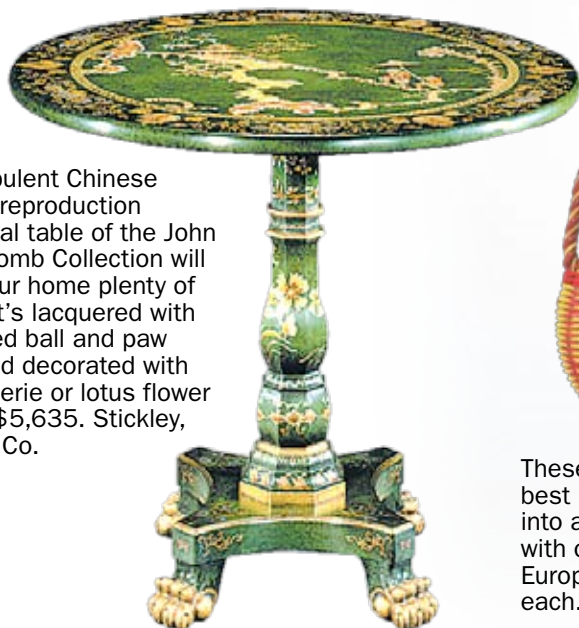 pulent Chinese
reproduction
al table of the John
omb Collection will
ur home plenty of
t’s lacquered with
ed ball and paw
d decorated with
erie or lotus flower
$5,635. Stickley,
Co.
These
best
into a
with
Europ
each.